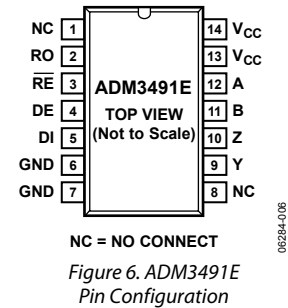 NC 1 14 VCC
RO 2 13 VCC
RE 3 ADM3491E 12 A
DE 4 TOP VIEW 11 B
DI 5 (Not to Scale) 10 Z
GND 6 9 Y
GND 7 8 NC
NC = NO CONNECT
06284-006
Figure 6. ADM3491E
Pin Configuration